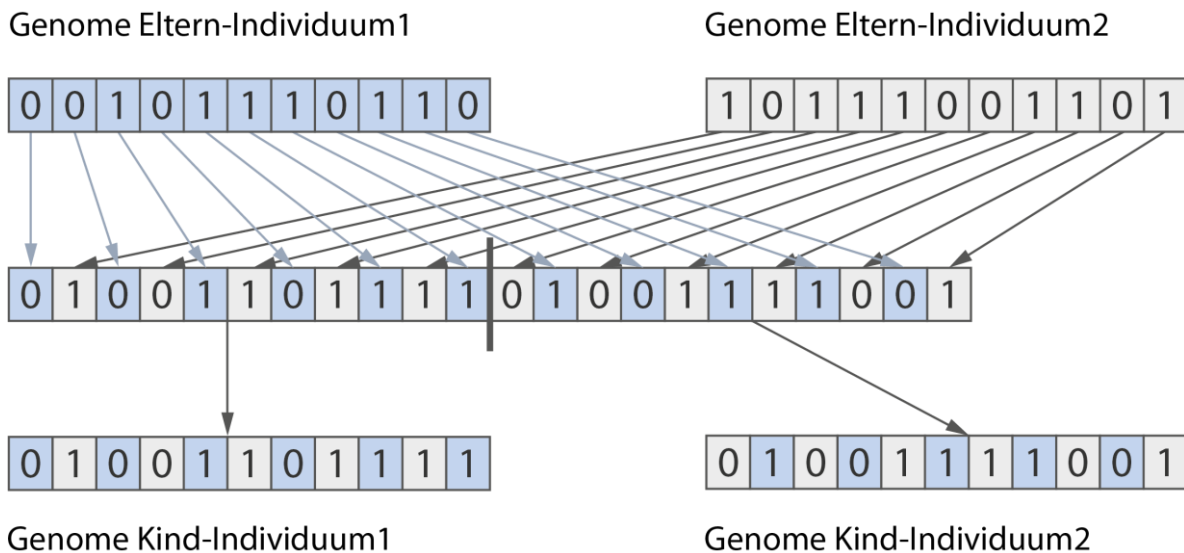 Genome Eltern-Individuum1 Genome Eltern-Individuum2
0 0 1 0 1 1 1 0 1 1 0 1 0 1 1 1 0 0 1 1 0 1
0 1 0 0 1 1 0 1 1 1 1 0 1 0 0 1 1 1 1 0 0 1
0 1 0 0 1 1 0 1 1 1 1 0 1 0 0 1 1 1 1 0 0 1
Genome Kind-Individuum1 Genome Kind-Individuum2